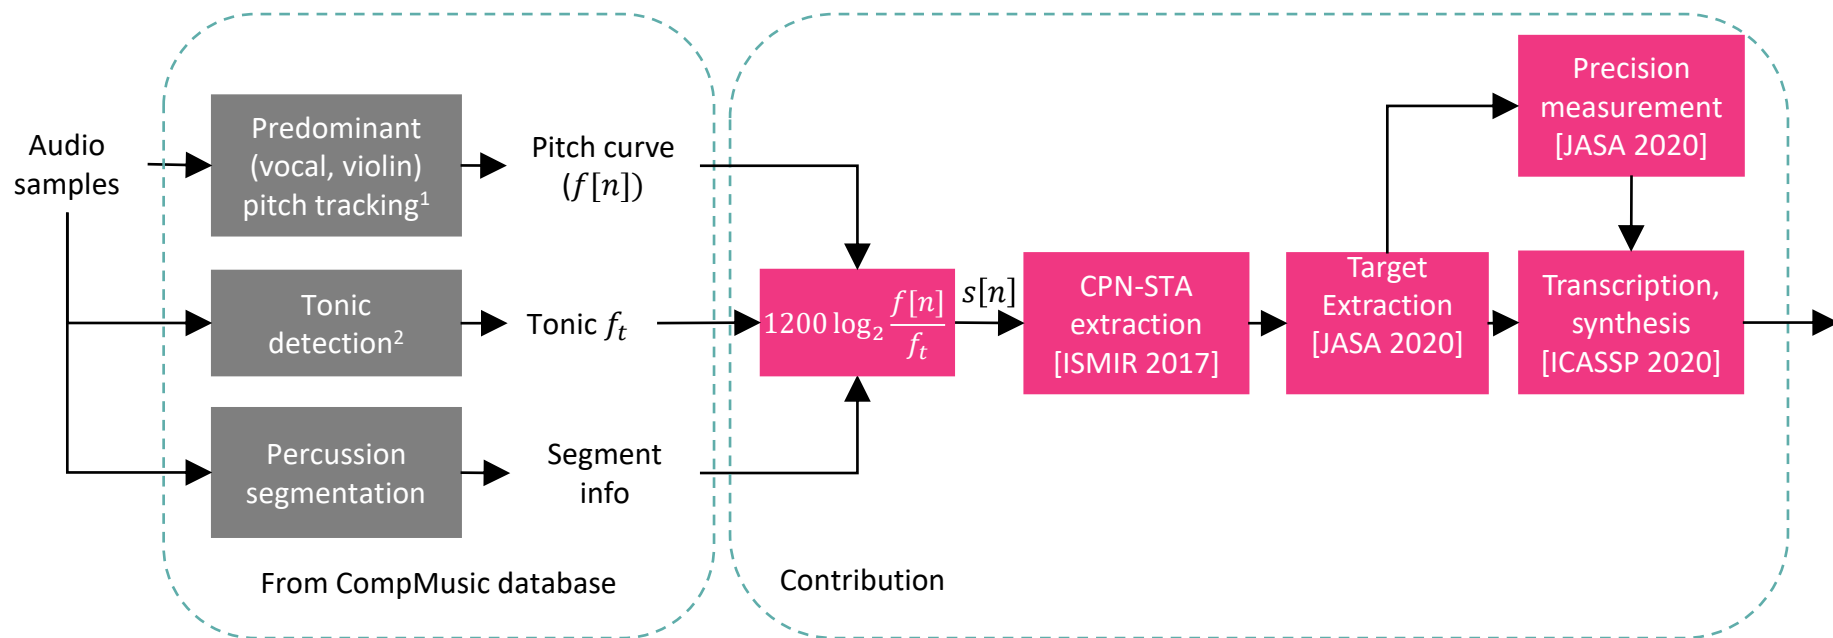 Audio
samples
Predominant
(vocal, violin)
pitch tracking¹
Pitch curve
(f[n])
Tonic
detection²
Tonic fₜ
Percussion
segmentation
Segment
info
From CompMusic database
1200 log₂ f[n]/fₜ
s[n]
CPN-STA
extraction
[ISMIR 2017]
Target
Extraction
[JASA 2020]
Precision
measurement
[JASA 2020]
Transcription,
synthesis
[ICASSP 2020]
Contribution